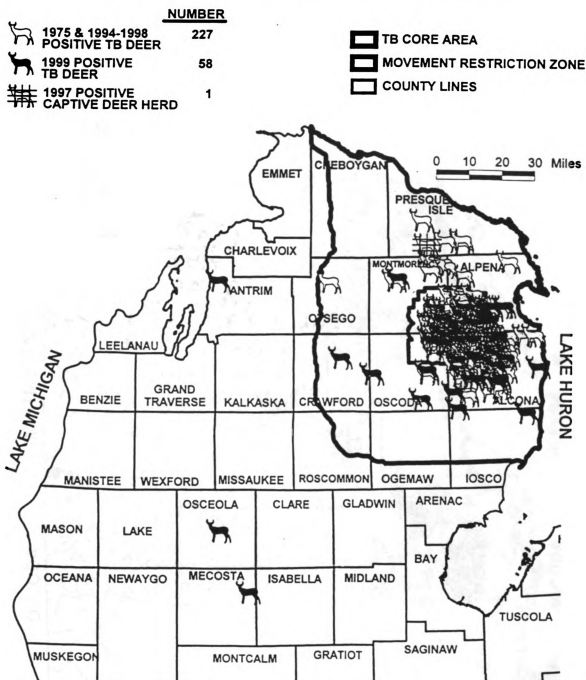 NUMBER
1975 & 1994-1998
POSITIVE TB DEER
227
1999 POSITIVE
TB DEER
58
1997 POSITIVE
CAPTIVE DEER HERD
1
TB CORE AREA
MOVEMENT RESTRICTION ZONE
COUNTY LINES
0 10 20 30 Miles
EMMET
CHEBOYGAN
PRESQUE
ISLE
CHARLEVOIX
MONTMORENCY
ALPENA
ANTRIM
OTSEGO
LEELANAU
LAKE MICHIGAN
LAKE HURON
BENZIE
GRAND
TRAVERSE
KALKASKA
CRAWFORD
OSCODA
ALCONA
MANISTEE
WEXFORD
MISSAUKEE
ROSCOMMON
OGEMAW
IOSCO
OSCEOLA
CLARE
GLADWIN
ARENAC
MASON
LAKE
BAY
OCEANA
NEWAYGO
MECOSTA
ISABELLA
MIDLAND
TUSCOLA
MUSKEGON
MONTCALM
GRATIOT
SAGINAW